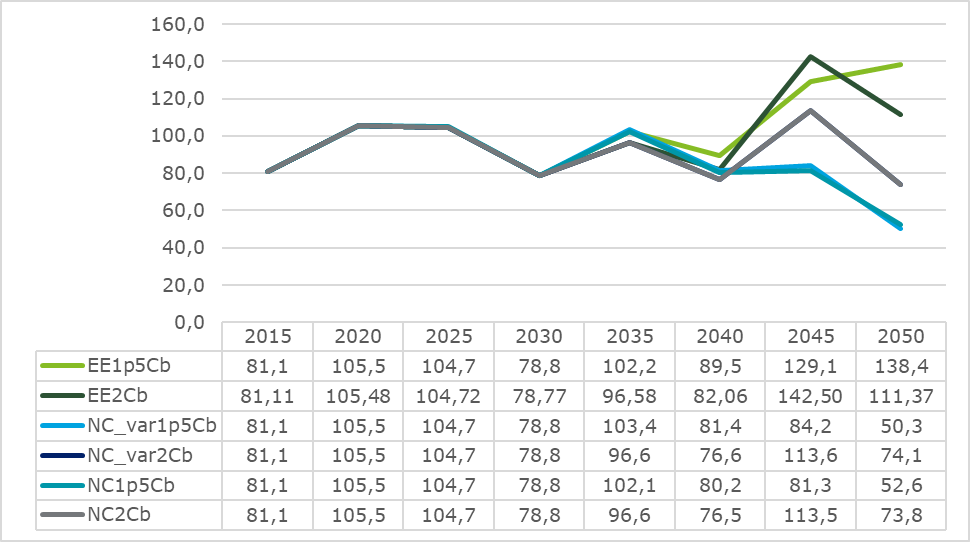 160,0
140,0
120,0
100,0
80,0
60,0
40,0
20,0
0,0
2015 2020 2025 2030 2035 2040 2045 2050
EE1p5Cb 81,1 105,5 104,7 78,8 102,2 89,5 129,1 138,4
EE2Cb 81,11 105,48 104,72 78,77 96,58 82,06 142,50 111,37
NC_var1p5Cb 81,1 105,5 104,7 78,8 103,4 81,4 84,2 50,3
NC_var2Cb 81,1 105,5 104,7 78,8 96,6 76,6 113,6 74,1
NC1p5Cb 81,1 105,5 104,7 78,8 102,1 80,2 81,3 52,6
NC2Cb 81,1 105,5 104,7 78,8 96,6 76,5 113,5 73,8